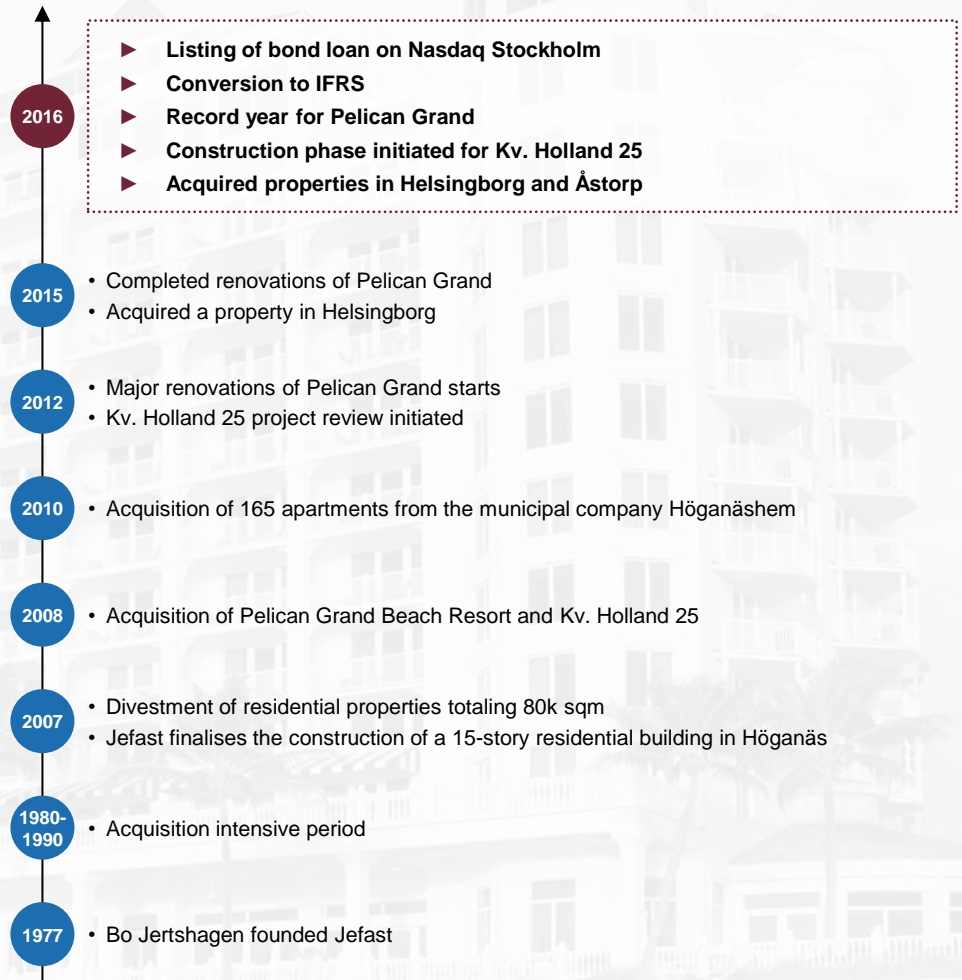 2016
► Listing of bond loan on Nasdaq Stockholm
► Conversion to IFRS
► Record year for Pelican Grand
► Construction phase initiated for Kv. Holland 25
► Acquired properties in Helsingborg and Åstorp
2015
• Completed renovations of Pelican Grand
• Acquired a property in Helsingborg
2012
• Major renovations of Pelican Grand starts
• Kv. Holland 25 project review initiated
2010
• Acquisition of 165 apartments from the municipal company Höganäshem
2008
• Acquisition of Pelican Grand Beach Resort and Kv. Holland 25
2007
• Divestment of residential properties totaling 80k sqm
• Jefast finalises the construction of a 15-story residential building in Höganäs
1980-
1990
• Acquisition intensive period
1977
• Bo Jertshagen founded Jefast